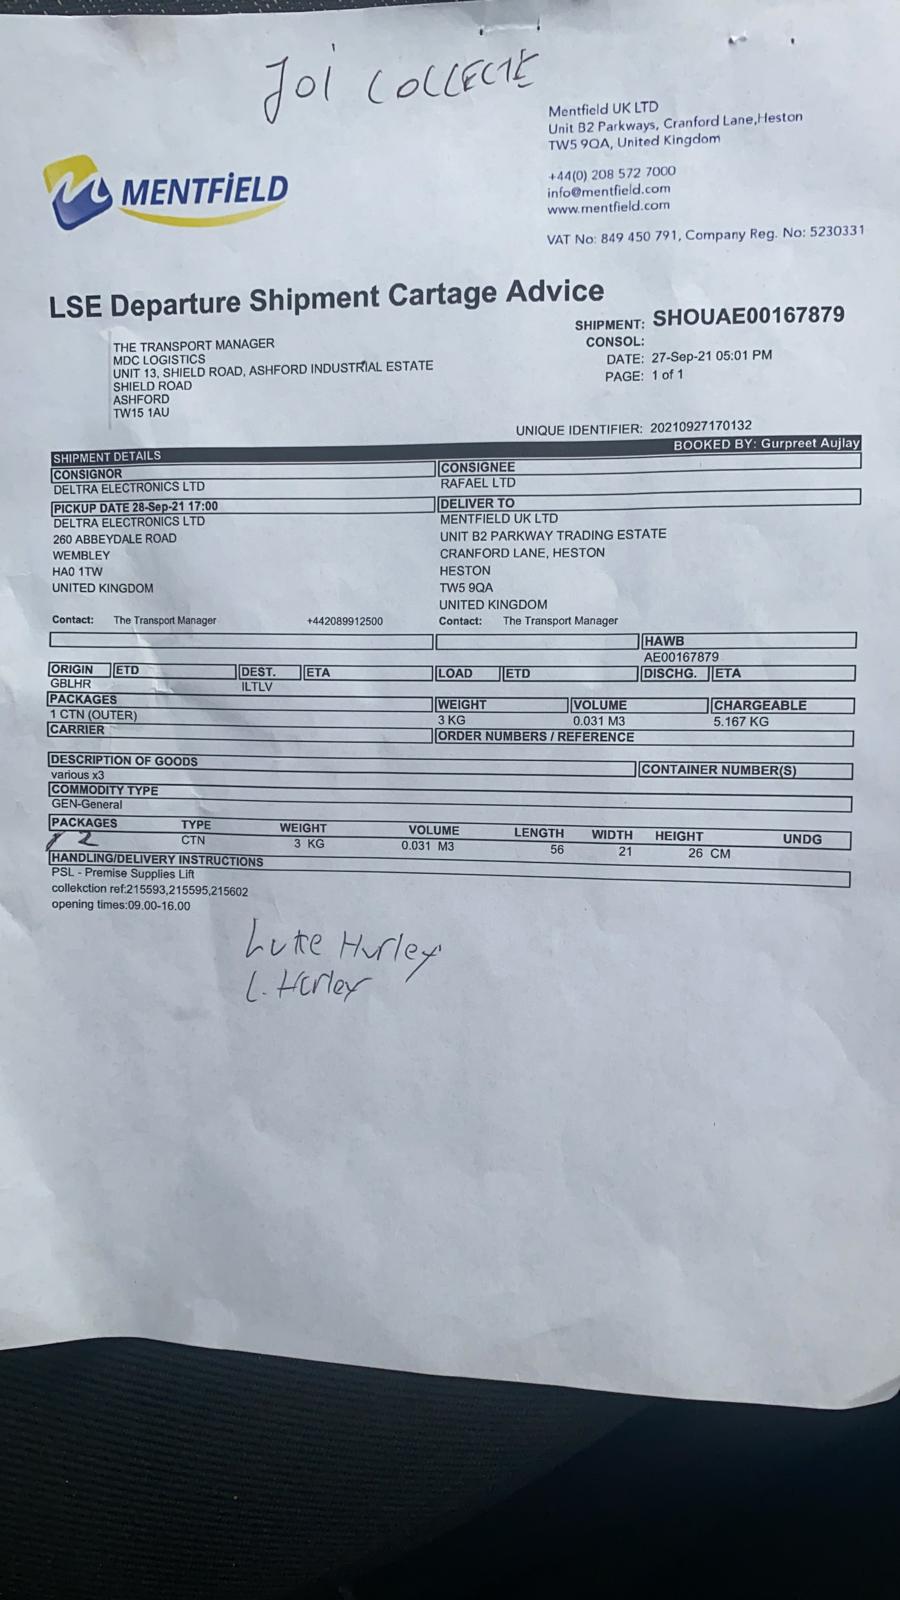 JOI COLLECTE
Mentfield UK LTD
Unit B2 Parkways, Cranford Lane,Heston
TW5 9QA, United Kingdom
+44(0) 208 572 7000
info@mentfield.com
www.mentfield.com
VAT No: 849 450 791, Company Reg. No: 5230331
MENTFİELD
LSE Departure Shipment Cartage Advice
SHIPMENT: SHOUAE00167879
CONSOL:
DATE: 27-Sep-21 05:01 PM
PAGE: 1 of 1
THE TRANSPORT MANAGER
MDC LOGISTICS
UNIT 13, SHIELD ROAD, ASHFORD INDUSTRIAL ESTATE
SHIELD ROAD
ASHFORD
TW15 1AU
UNIQUE IDENTIFIER: 20210927170132
SHIPMENT DETAILS BOOKED BY: Gurpreet Aujlay
CONSIGNOR CONSIGNEE
DELTRA ELECTRONICS LTD RAFAEL LTD
PICKUP DATE 28-Sep-21 17:00 DELIVER TO
DELTRA ELECTRONICS LTD MENTFIELD UK LTD
260 ABBEYDALE ROAD UNIT B2 PARKWAY TRADING ESTATE
WEMBLEY CRANFORD LANE, HESTON
HA0 1TW HESTON
UNITED KINGDOM TW5 9QA
UNITED KINGDOM
Contact: The Transport Manager +442089912500 Contact: The Transport Manager
HAWB
AE00167879
ORIGIN ETD DEST. ETA LOAD ETD DISCHG. ETA
GBLHR ILTLV
PACKAGES WEIGHT VOLUME CHARGEABLE
1 CTN (OUTER) 3 KG 0.031 M3 5.167 KG
CARRIER ORDER NUMBERS / REFERENCE
DESCRIPTION OF GOODS CONTAINER NUMBER(S)
various x3
COMMODITY TYPE
GEN-General
PACKAGES TYPE WEIGHT VOLUME LENGTH WIDTH HEIGHT UNDG
2 CTN 3 KG 0.031 M3 56 21 26 CM
HANDLING/DELIVERY INSTRUCTIONS
PSL - Premise Supplies Lift
collekction ref:215593,215595,215602
opening times:09.00-16.00
Luke Hurley
L. Hurley